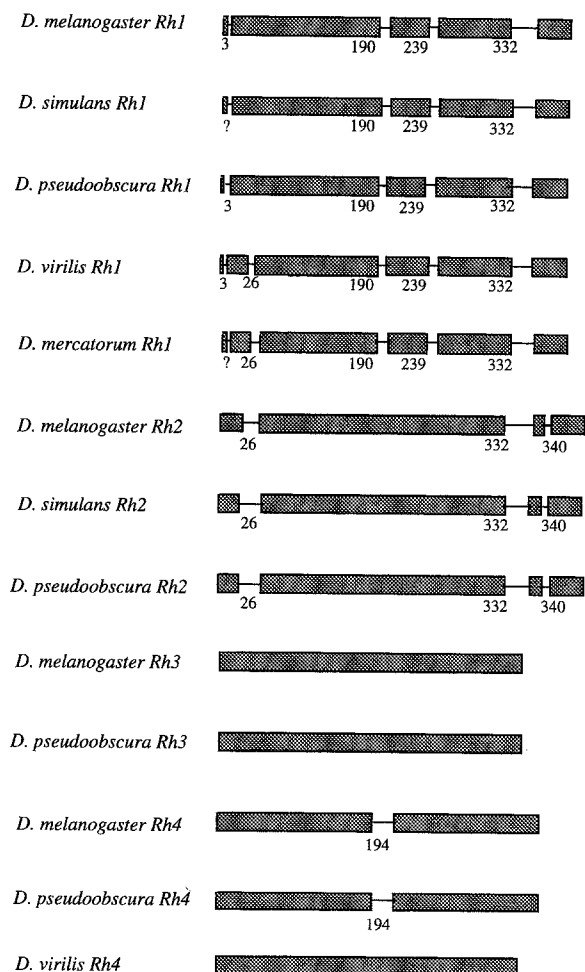 D. melanogaster Rh1
3 190 239 332
D. simulans Rh1
? 190 239 332
D. pseudoobscura Rh1
3 190 239 332
D. virilis Rh1
3 26 190 239 332
D. mercatorum Rh1
? 26 190 239 332
D. melanogaster Rh2
26 332 340
D. simulans Rh2
26 332 340
D. pseudoobscura Rh2
26 332 340
D. melanogaster Rh3
D. pseudoobscura Rh3
D. melanogaster Rh4
194
D. pseudoobscura Rh4
194
D. virilis Rh4